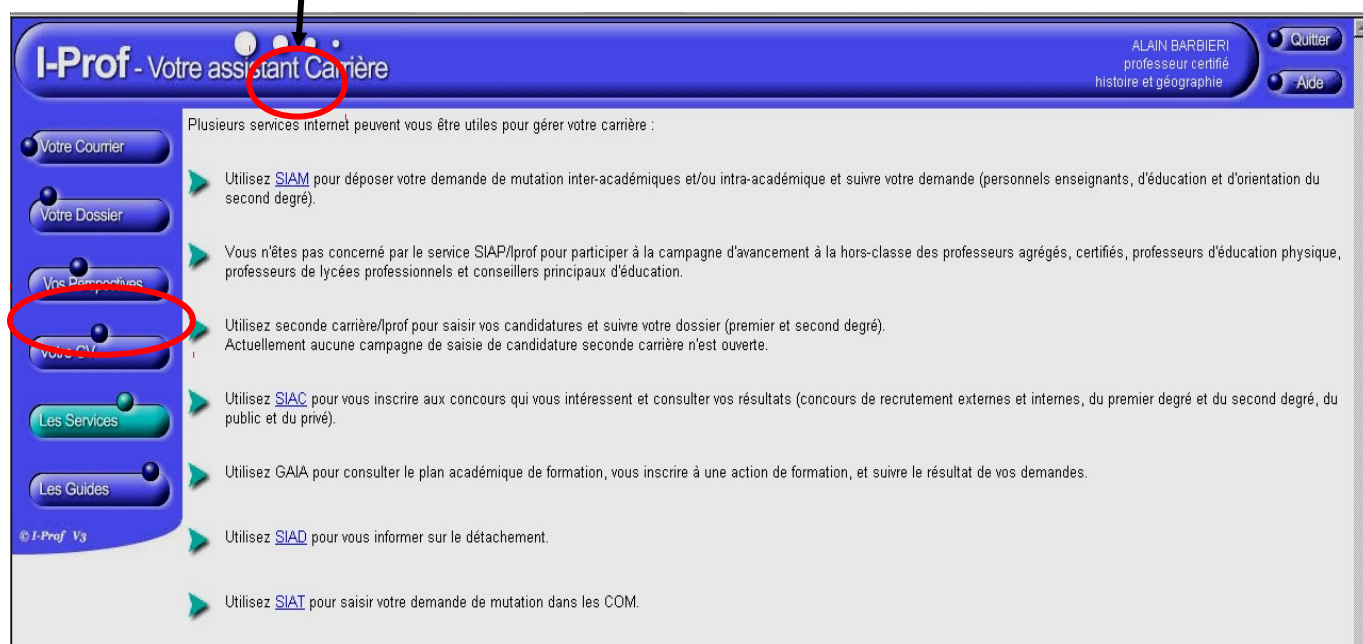 I-Prof - Votre assistant Carrière
ALAIN BARBIERI
professeur certifié
histoire et géographie
Quitter
Aide
Votre Courrier
Votre Dossier
Vos Perspectives
Votre CV
Les Services
Les Guides
© I-Prof V3
Plusieurs services internet peuvent vous être utiles pour gérer votre carrière :
Utilisez SIAM pour déposer votre demande de mutation inter-académiques et/ou intra-académique et suivre votre demande (personnels enseignants, d'éducation et d'orientation du
second degré).
Vous n'êtes pas concerné par le service SIAP/Iprof pour participer à la campagne d'avancement à la hors-classe des professeurs agrégés, certifiés, professeurs d'éducation physique,
professeurs de lycées professionnels et conseillers principaux d'éducation.
Utilisez seconde carrière/Iprof pour saisir vos candidatures et suivre votre dossier (premier et second degré).
Actuellement aucune campagne de saisie de candidature seconde carrière n'est ouverte.
Utilisez SIAC pour vous inscrire aux concours qui vous intéressent et consulter vos résultats (concours de recrutement externes et internes, du premier degré et du second degré, du
public et du privé).
Utilisez GAIA pour consulter le plan académique de formation, vous inscrire à une action de formation, et suivre le résultat de vos demandes.
Utilisez SIAD pour vous informer sur le détachement.
Utilisez SIAT pour saisir votre demande de mutation dans les COM.